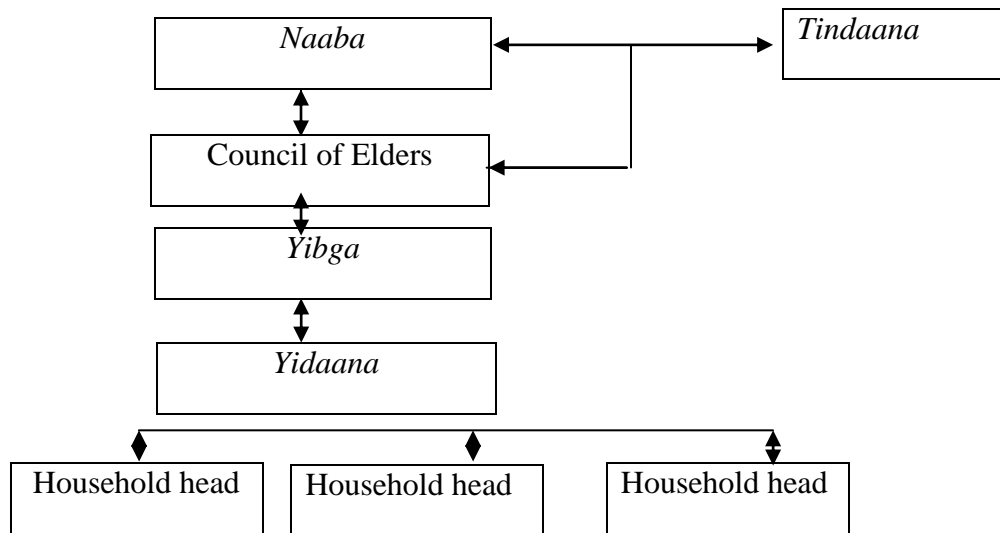 Naaba
Tindaana
Council of Elders
Yibga
Yidaana
Household head
Household head
Household head